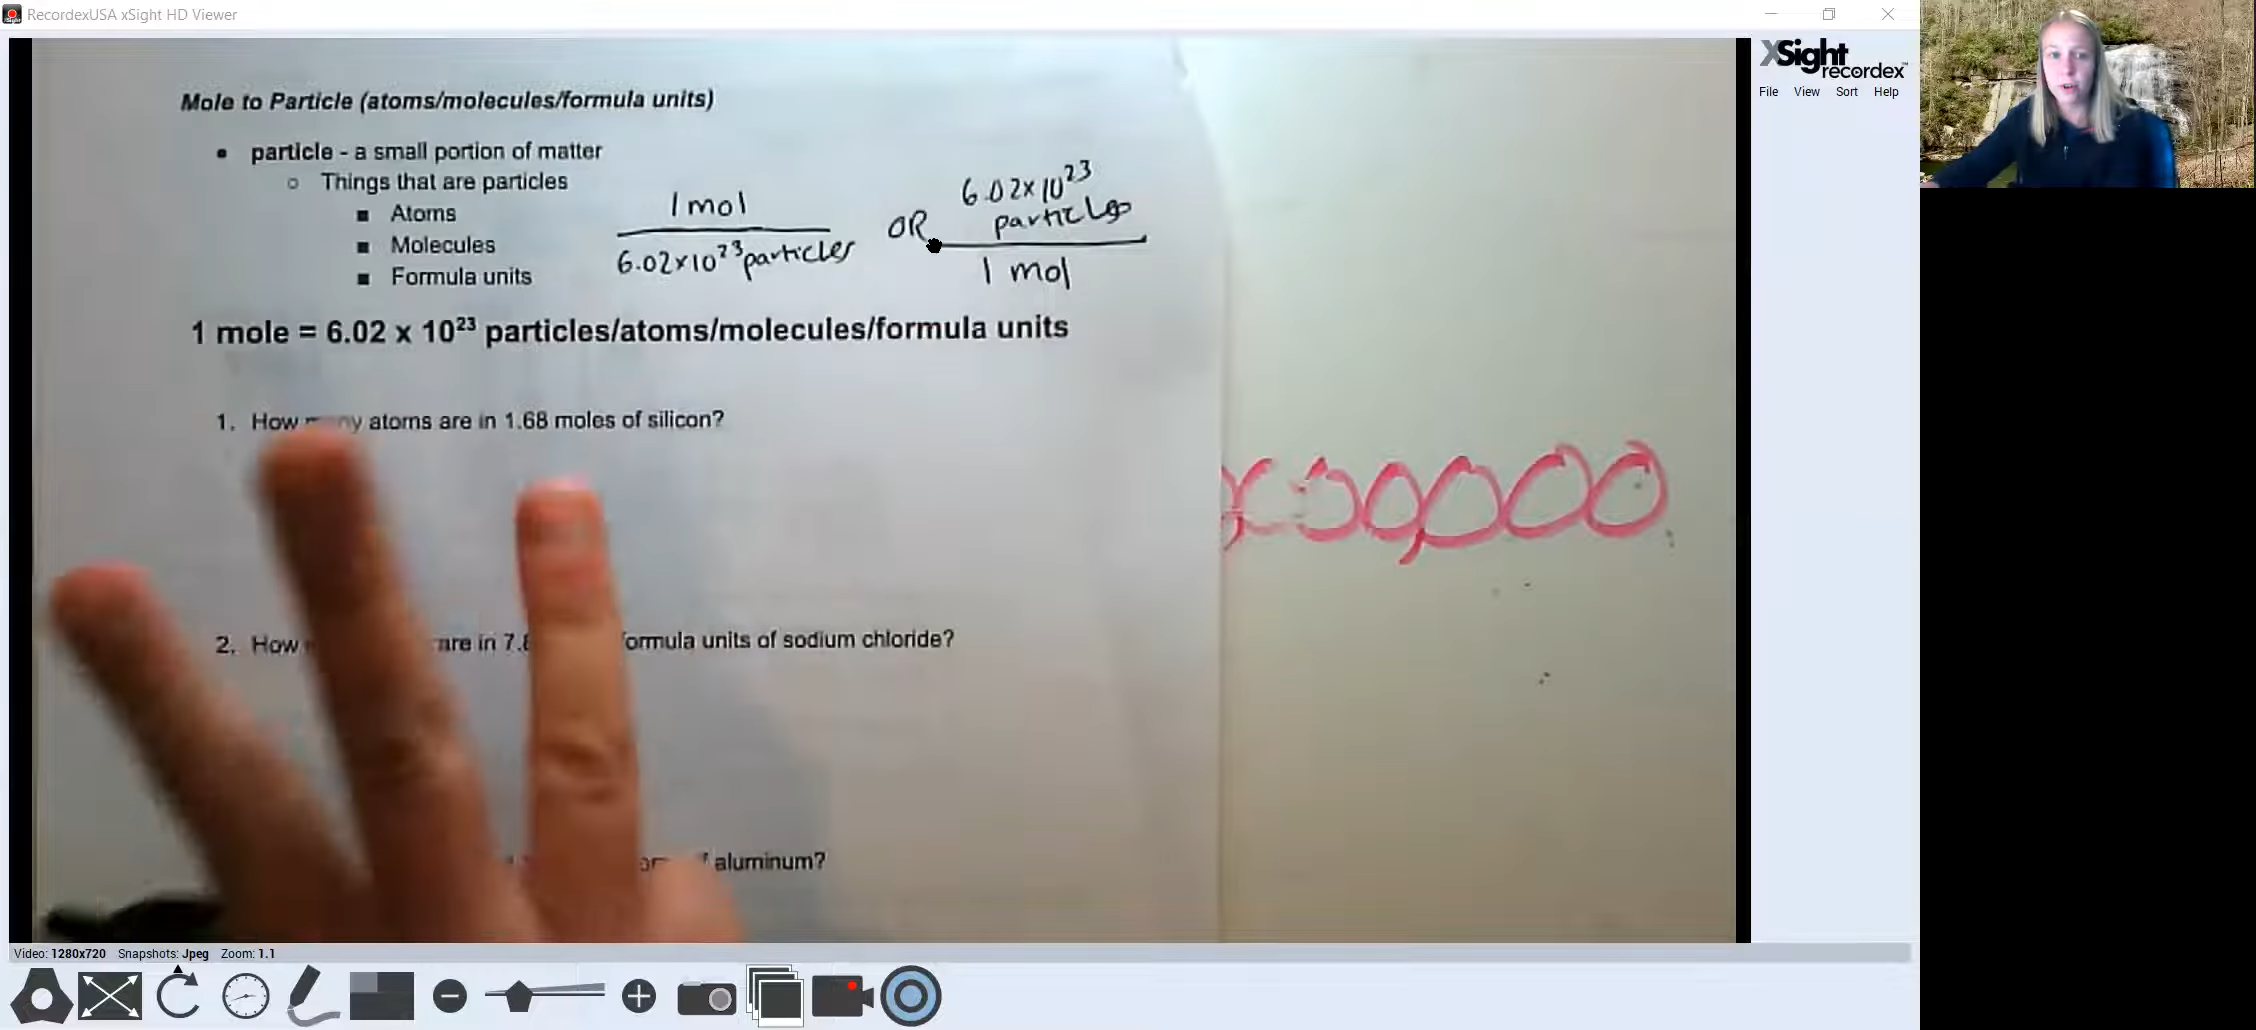 RecordexUSA xSight HD Viewer
XSight
recordex™
File View Sort Help
Mole to Particle (atoms/molecules/formula units)
particle - a small portion of matter
Things that are particles
Atoms
Molecules
Formula units
1 mol
6.02x10²³ particles
OR
6.02x10²³
particles
1 mol
1 mole = 6.02 x 10²³ particles/atoms/molecules/formula units
1. How atoms are in 1.68 moles of silicon?
00,000
2. How are in units of sodium chloride?
aluminum?
Video: 1280x720 Snapshots: Jpeg Zoom: 1.1